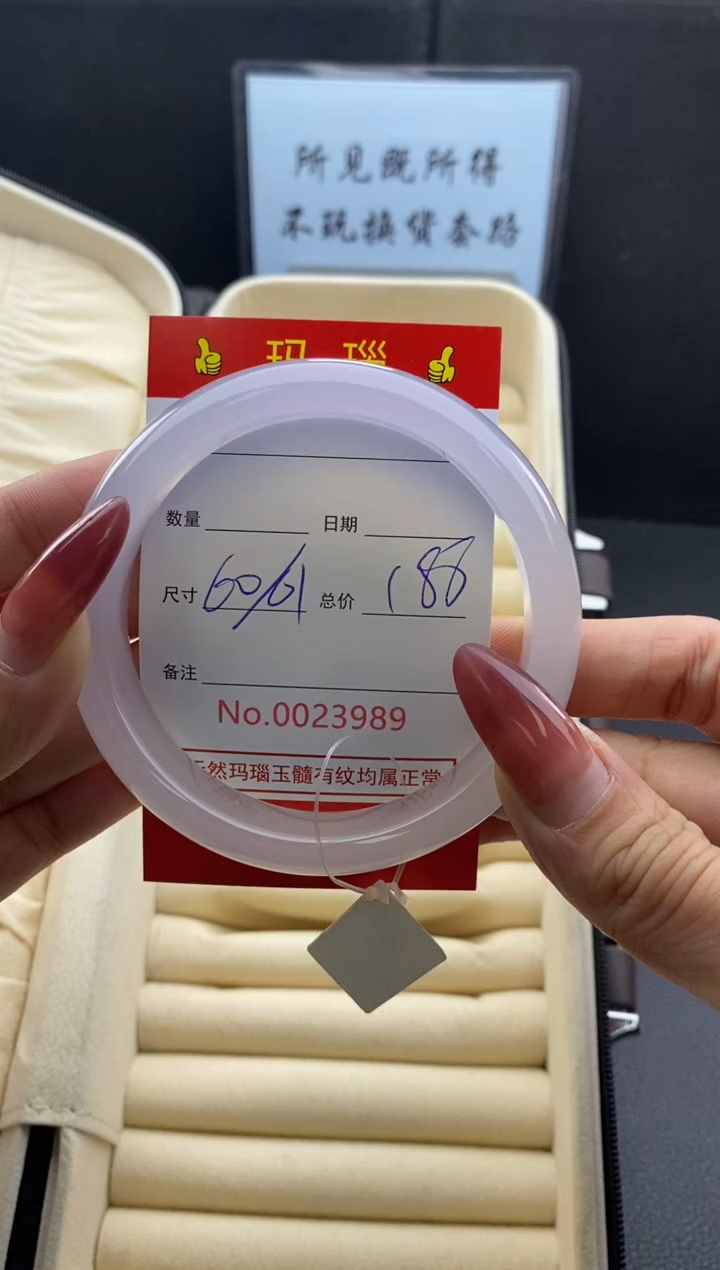 所见既所得
不玩换货套路
玛 瑙
数量 日期
尺寸 60/61 总价 188
备注
No.0023989
天然玛瑙玉髓有纹均属正常